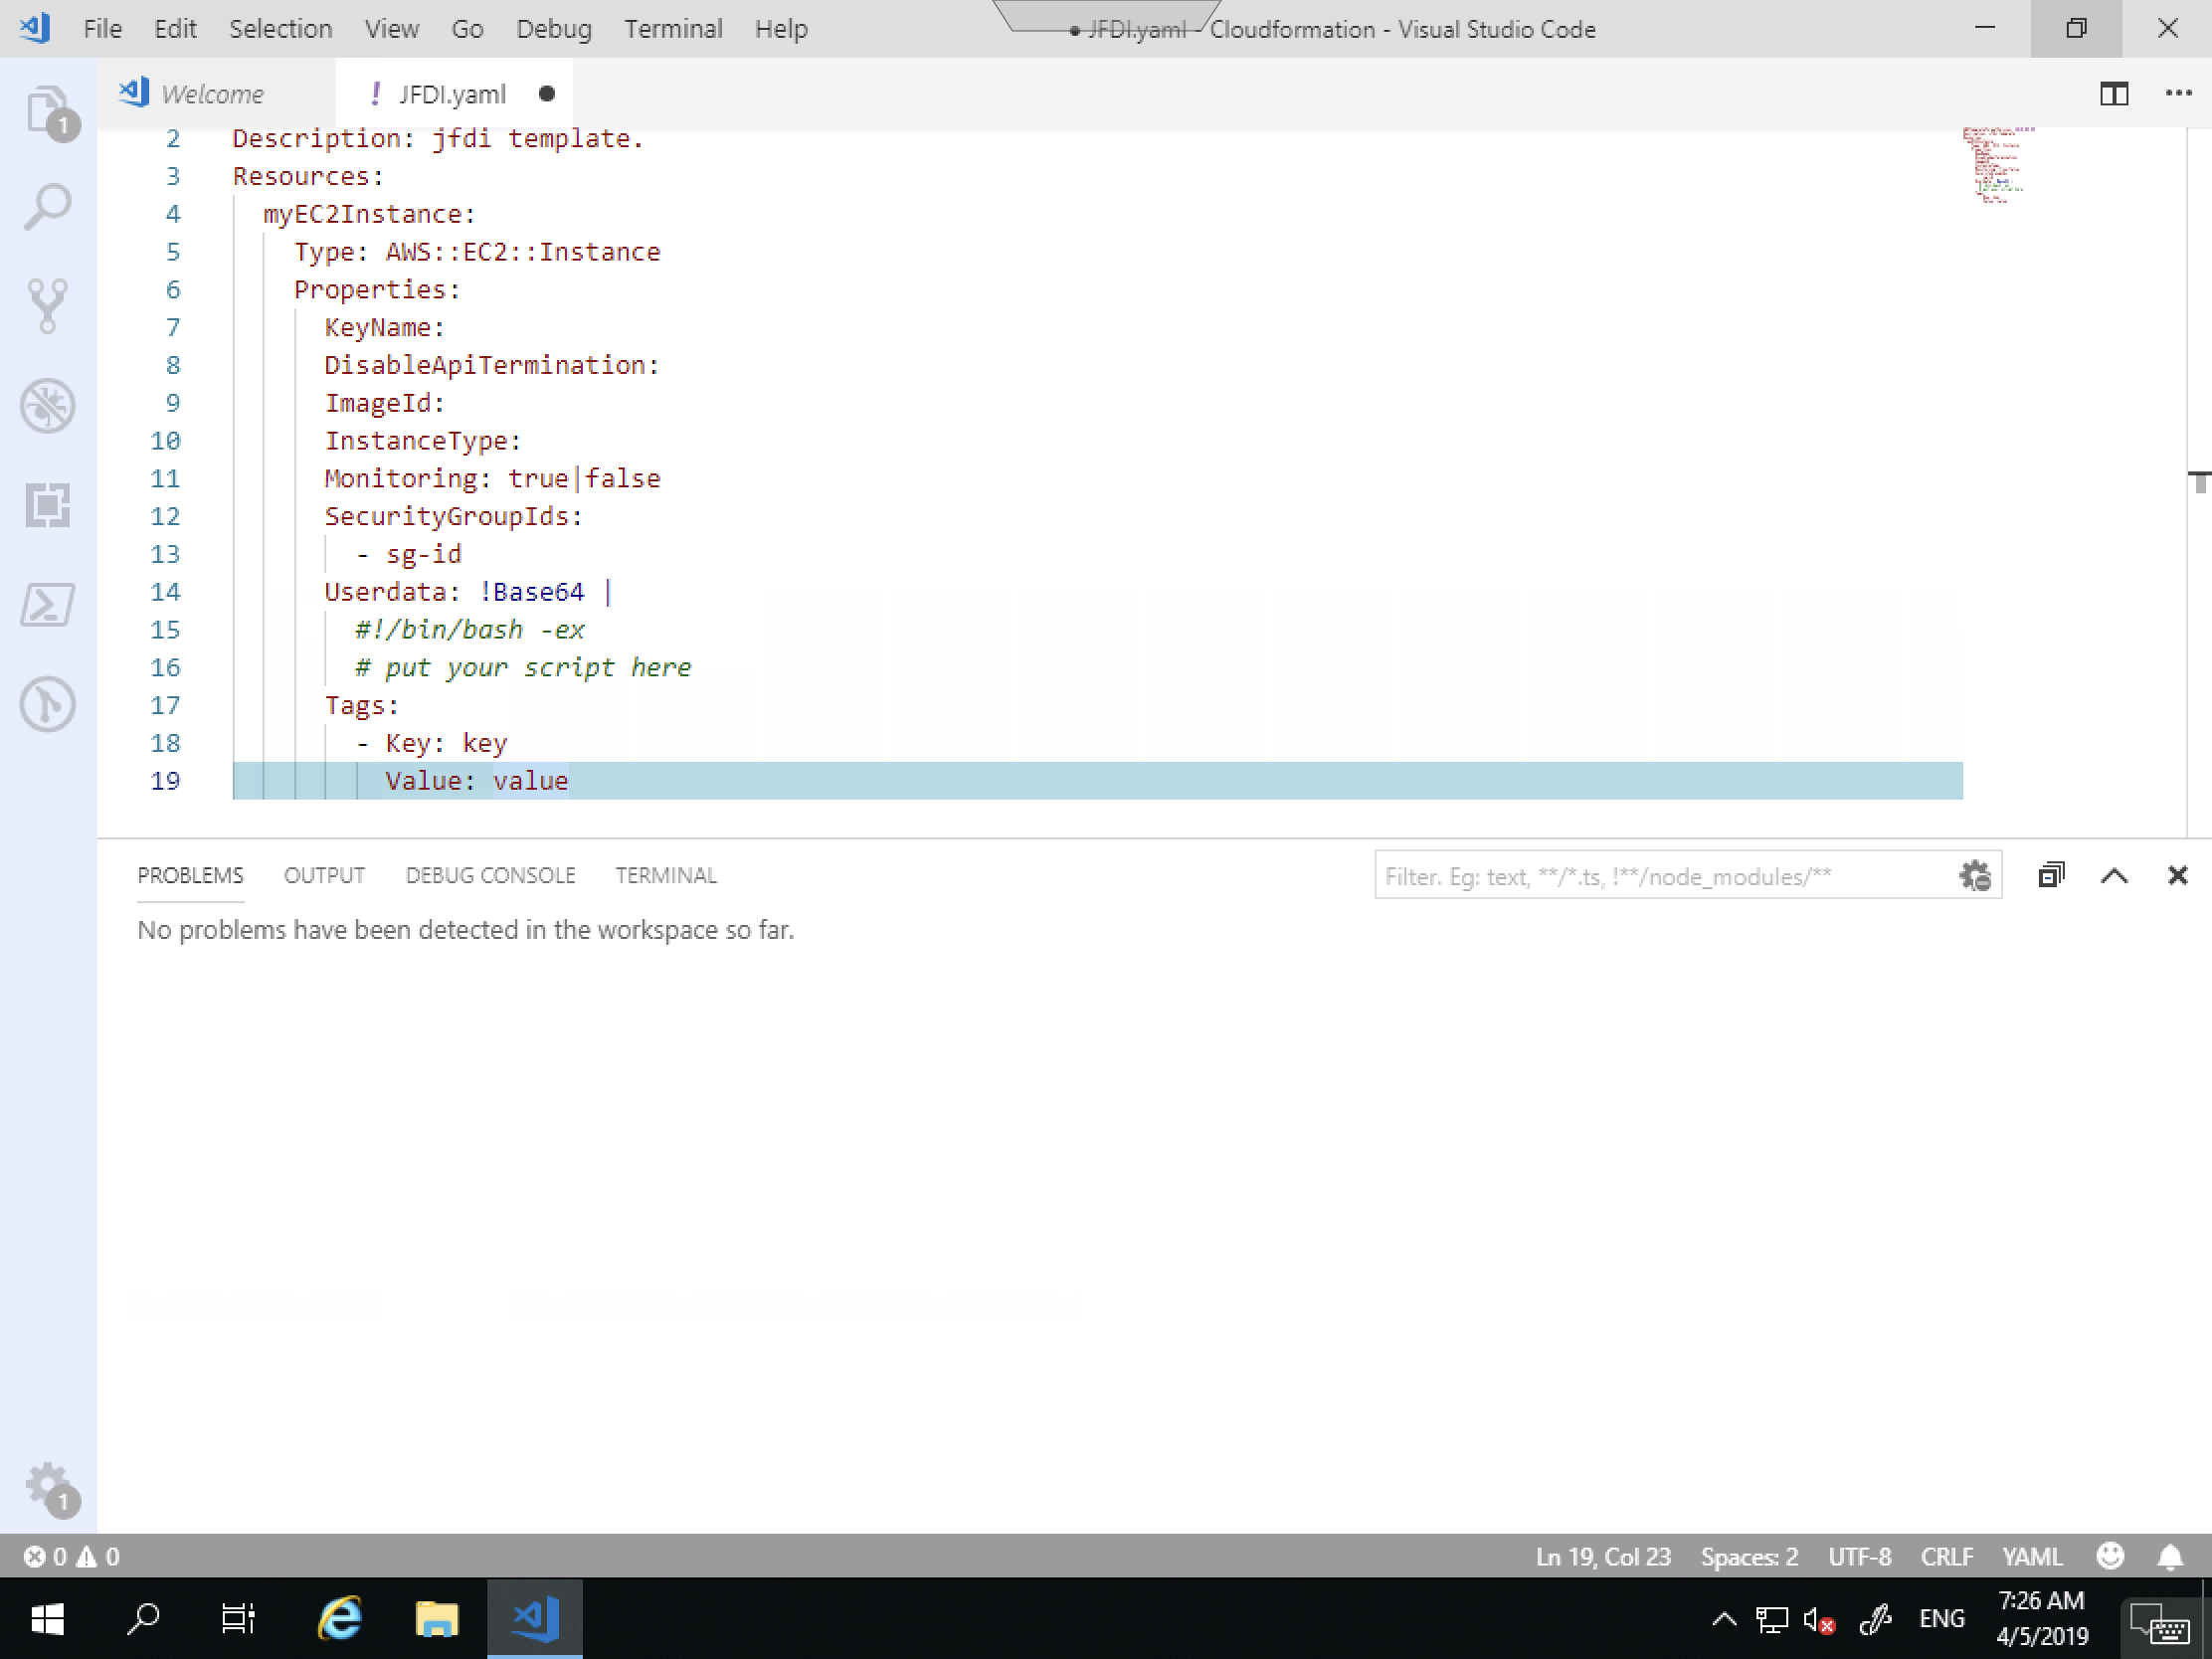 File Edit Selection View Go Debug Terminal Help ● JFDI.yaml - Cloudformation - Visual Studio Code
Welcome ! JFDI.yaml ●
1
2 Description: jfdi template.
3 Resources:
4 myEC2Instance:
5 Type: AWS::EC2::Instance
6 Properties:
7 KeyName:
8 DisableApiTermination:
9 ImageId:
10 InstanceType:
11 Monitoring: true|false
12 SecurityGroupIds:
13 - sg-id
14 Userdata: !Base64 |
15 #!/bin/bash -ex
16 # put your script here
17 Tags:
18 - Key: key
19 Value: value
PROBLEMS OUTPUT DEBUG CONSOLE TERMINAL Filter. Eg: text, **/*.ts, !**/node_modules/**
No problems have been detected in the workspace so far.
1
0 0 Ln 19, Col 23 Spaces: 2 UTF-8 CRLF YAML
ENG 7:26 AM
4/5/2019